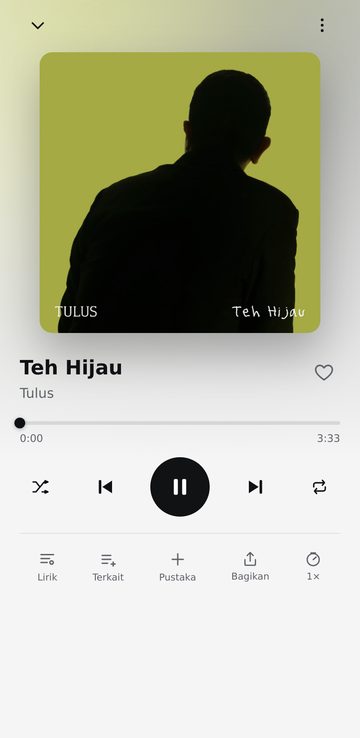 TULUS
Teh Hijau
Teh Hijau
Tulus
0:00
3:33
Lirik
Terkait
Pustaka
Bagikan
1×